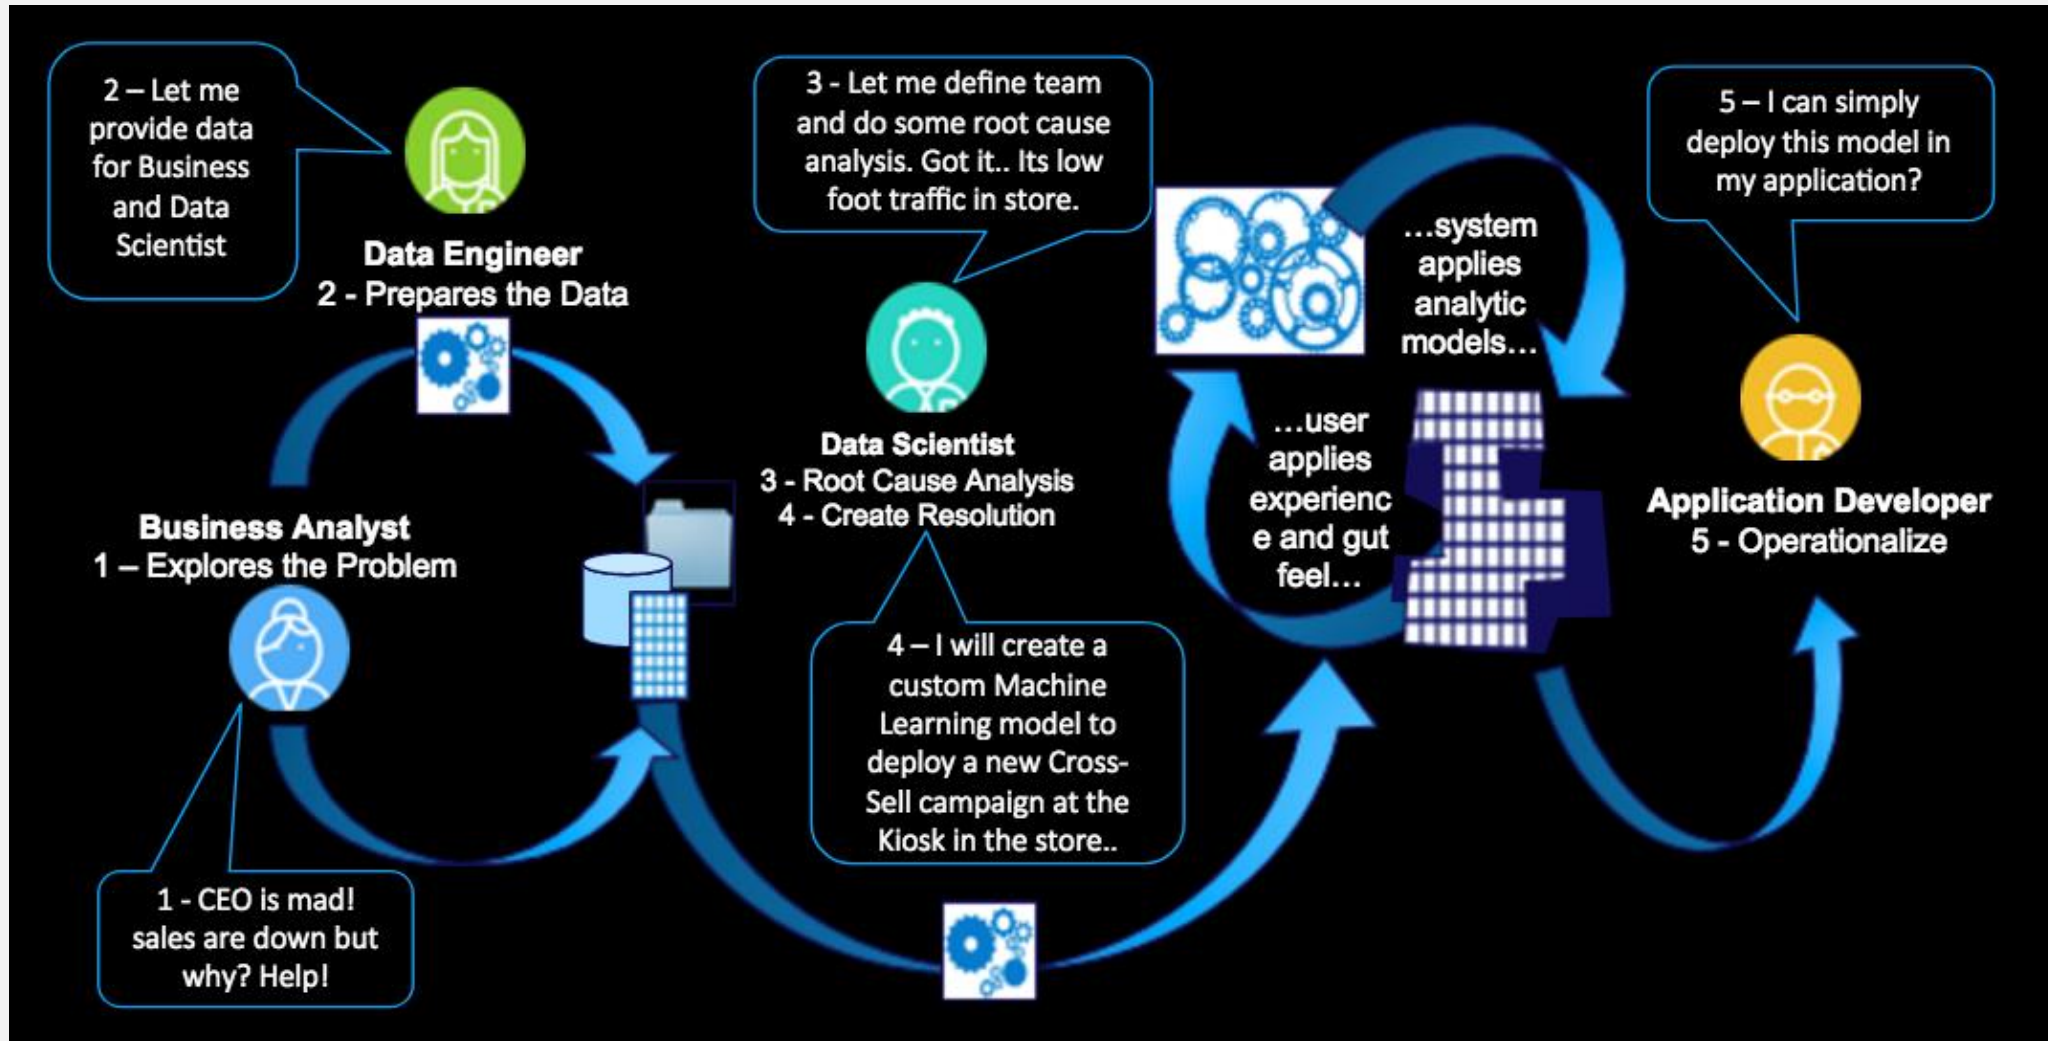 2 – Let me
provide data
for Business
and Data
Scientist
Data Engineer
2 - Prepares the Data
Business Analyst
1 – Explores the Problem
1 - CEO is mad!
sales are down but
why? Help!
3 - Let me define team
and do some root cause
analysis. Got it.. Its low
foot traffic in store.
Data Scientist
3 - Root Cause Analysis
4 - Create Resolution
4 – I will create a
custom Machine
Learning model to
deploy a new Cross-
Sell campaign at the
Kiosk in the store..
...system
applies
analytic
models...
...user
applies
experienc
e and gut
feel...
5 – I can simply
deploy this model in
my application?
Application Developer
5 - Operationalize